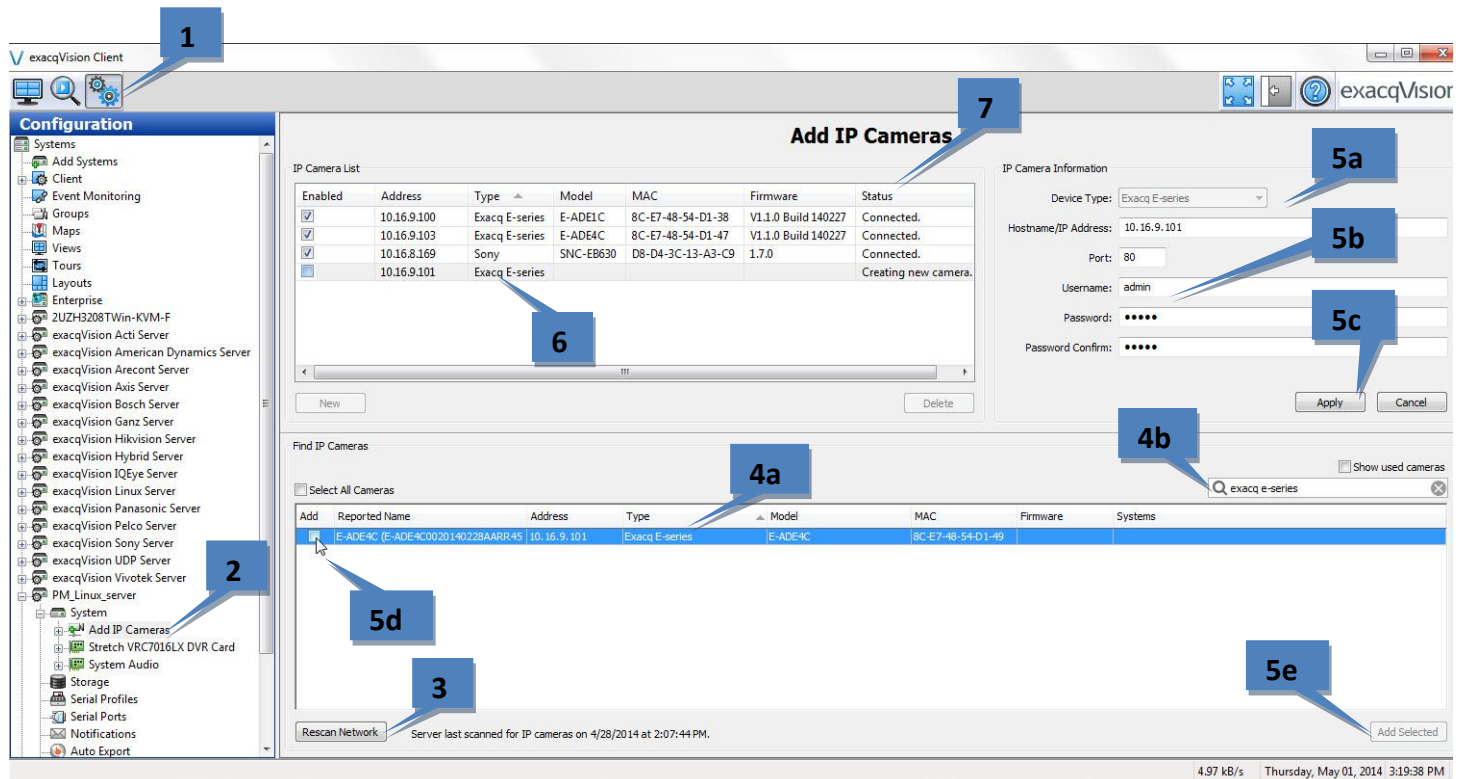 1
exacqVision Client
exacqVision
Configuration
Systems
Add Systems
Client
Event Monitoring
Groups
Maps
Views
Tours
Layouts
Enterprise
2UZH3208TWin-KVM-F
exacqVision Acti Server
exacqVision American Dynamics Server
exacqVision Arecont Server
exacqVision Axis Server
exacqVision Bosch Server
exacqVision Ganz Server
exacqVision Hikvision Server
exacqVision Hybrid Server
exacqVision IQEye Server
exacqVision Linux Server
exacqVision Panasonic Server
exacqVision Pelco Server
exacqVision Sony Server
exacqVision UDP Server
exacqVision Vivotek Server
2
PM_Linux_server
System
Add IP Cameras
Stretch VRC7016LX DVR Card
System Audio
Storage
Serial Profiles
Serial Ports
Notifications
Auto Export
7
Add IP Cameras
IP Camera List
Enabled Address Type Model MAC Firmware Status
10.16.9.100 Exacq E-series E-ADE1C 8C-E7-48-54-D1-38 V1.1.0 Build 140227 Connected.
10.16.9.103 Exacq E-series E-ADE4C 8C-E7-48-54-D1-47 V1.1.0 Build 140227 Connected.
10.16.8.169 Sony SNC-EB630 D8-D4-3C-13-A3-C9 1.7.0 Connected.
10.16.9.101 Exacq E-series Creating new camera.
6
New Delete
IP Camera Information
5a
Device Type: Exacq E-series
Hostname/IP Address: 10.16.9.101
5b
Port: 80
Username: admin
Password: •••••
5c
Password Confirm: •••••
Apply Cancel
Find IP Cameras
4a
4b
Show used cameras
Select All Cameras
exacq e-series
Add Reported Name Address Type Model MAC Firmware Systems
E-ADE4C (E-ADE4C0020140228AARR45 10.16.9.101 Exacq E-series E-ADE4C 8C-E7-48-54-D1-49
5d
3
5e
Rescan Network Server last scanned for IP cameras on 4/28/2014 at 2:07:44 PM. Add Selected
4.97 kB/s Thursday, May 01, 2014 3:19:38 PM